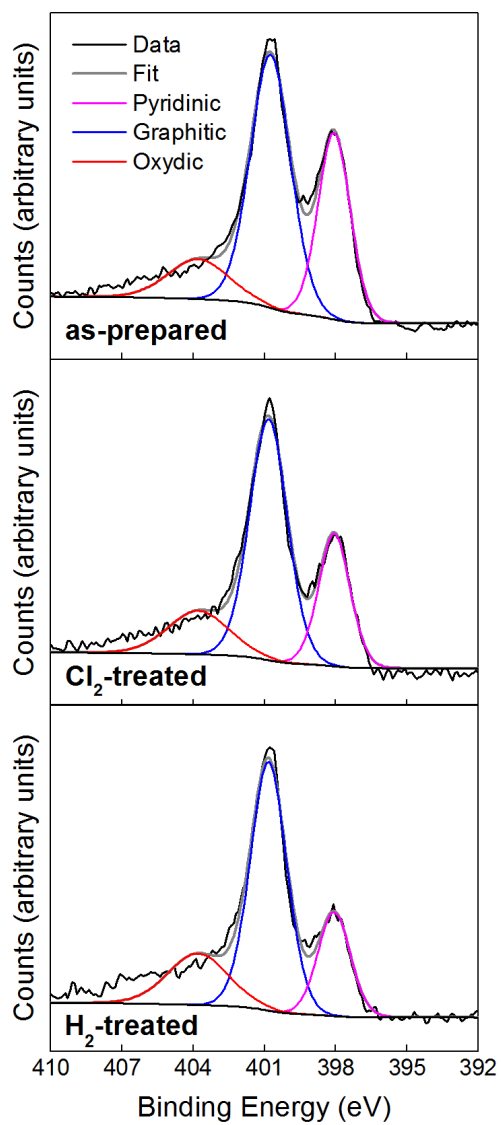 Data
Fit
Pyridinic
Graphitic
Oxydic
Counts (arbitrary units)
as-prepared
Counts (arbitrary units)
Cl₂-treated
Counts (arbitrary units)
H₂-treated
410 407 404 401 398 395 392
Binding Energy (eV)